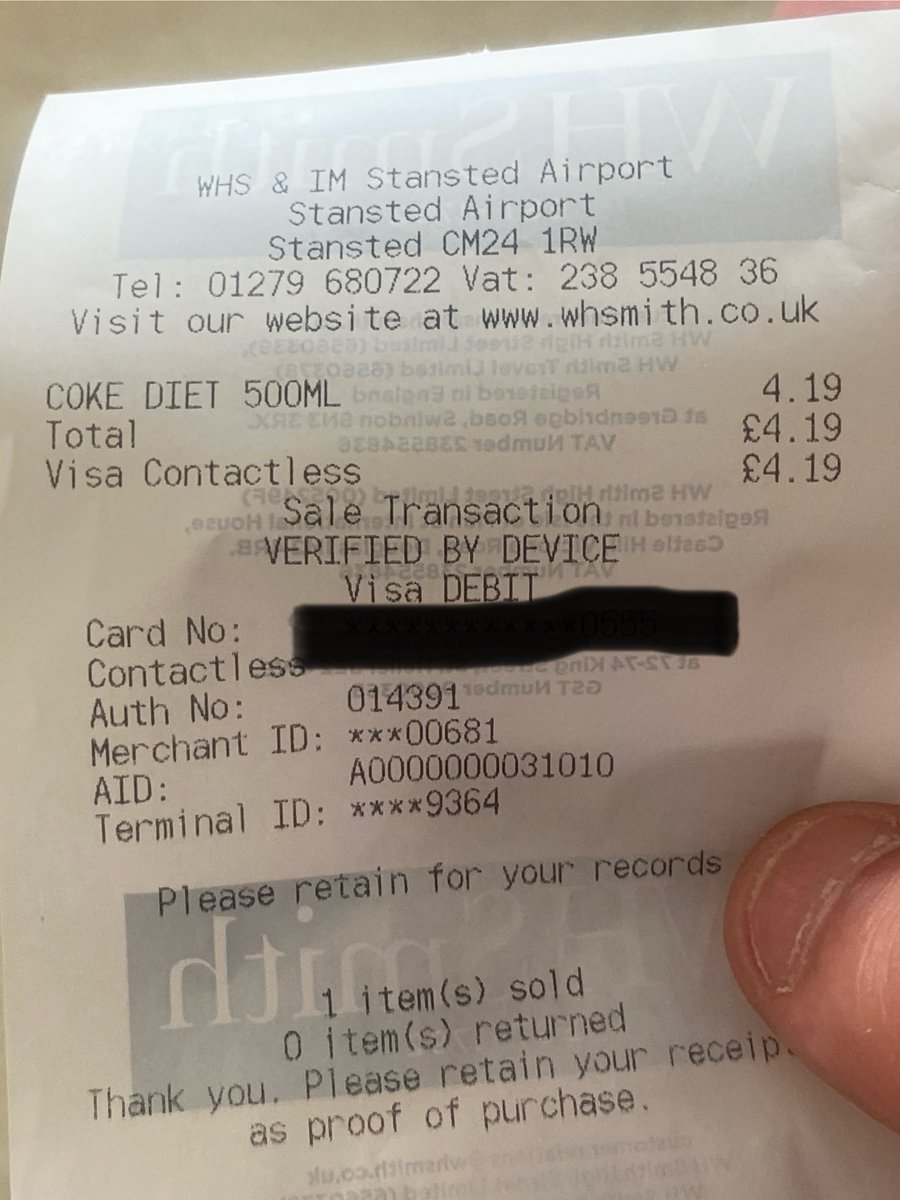 WHS & IM Stansted Airport
Stansted Airport
Stansted CM24 1RW
Tel: 01279 680722 Vat: 238 5548 36
Visit our website at www.whsmith.co.uk
COKE DIET 500ML 4.19
Total £4.19
Visa Contactless £4.19
Sale Transaction
VERIFIED BY DEVICE
Visa DEBIT
Card No:
Contactless
Auth No: 014391
Merchant ID: ***00681
AID: A0000000031010
Terminal ID: ****9364
Please retain for your records
1 item(s) sold
0 item(s) returned
Thank you. Please retain your receip
as proof of purchase.